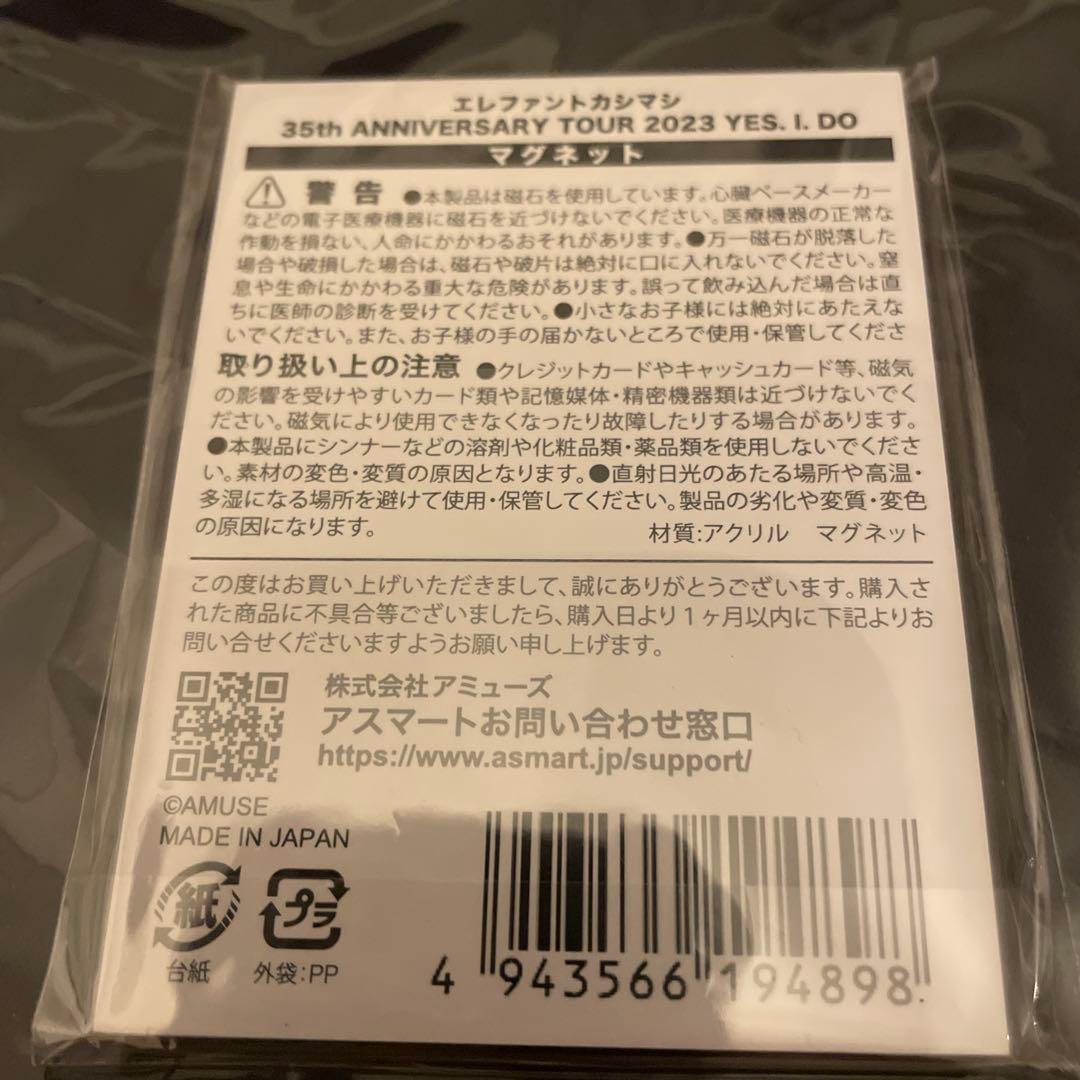 エレファントカシマシ
35th ANNIVERSARY TOUR 2023 YES. I. DO
マグネット
警告 ●本製品は磁石を使用しています。心臓ペースメーカー
などの電子医療機器に磁石を近づけないでください。医療機器の正常な
作動を損ない、人命にかかわるおそれがあります。●万一磁石が脱落した
場合や破損した場合は、磁石や破片は絶対に口に入れないでください。窒
息や生命にかかわる重大な危険があります。誤って飲み込んだ場合は直
ちに医師の診断を受けてください。●小さなお子様には絶対にあたえな
いでください。また、お子様の手の届かないところで使用・保管してくださ
取り扱い上の注意 ●クレジットカードやキャッシュカード等、磁気
の影響を受けやすいカード類や記憶媒体・精密機器類は近づけないでく
ださい。磁気により使用できなくなったり故障したりする場合があります。
●本製品にシンナーなどの溶剤や化粧品類・薬品類を使用しないでくださ
い。素材の変色・変質の原因となります。●直射日光のあたる場所や高温・
多湿になる場所を避けて使用・保管してください。製品の劣化や変質・変色
の原因になります。 材質:アクリル マグネット
この度はお買い上げいただきまして、誠にありがとうございます。購入さ
れた商品に不具合等ございましたら、購入日より1ヶ月以内に下記よりお
問い合せくださいますようお願い申し上げます。
株式会社アミューズ
アスマートお問い合わせ窓口
https://www.asmart.jp/support/
©AMUSE
MADE IN JAPAN
紙 プラ
台紙 外袋:PP
4 943566 194898